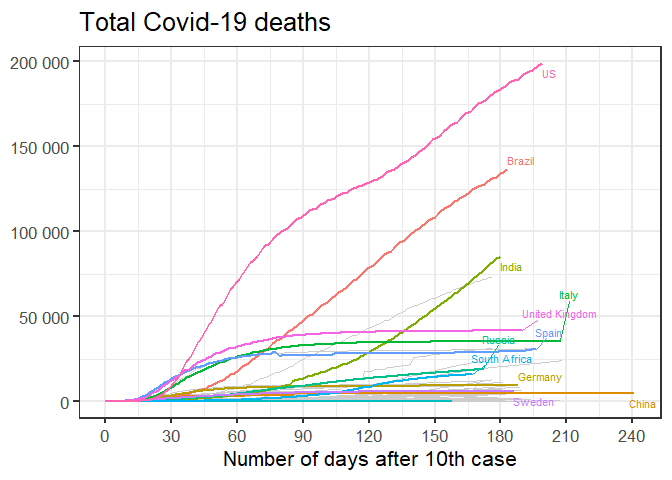 Total Covid-19 deaths
200 000
150 000
100 000
50 000
0
US
Brazil
India
Italy
United Kingdom
Spain
Russia
South Africa
Germany
Sweden
China
0 30 60 90 120 150 180 210 240
Number of days after 10th case